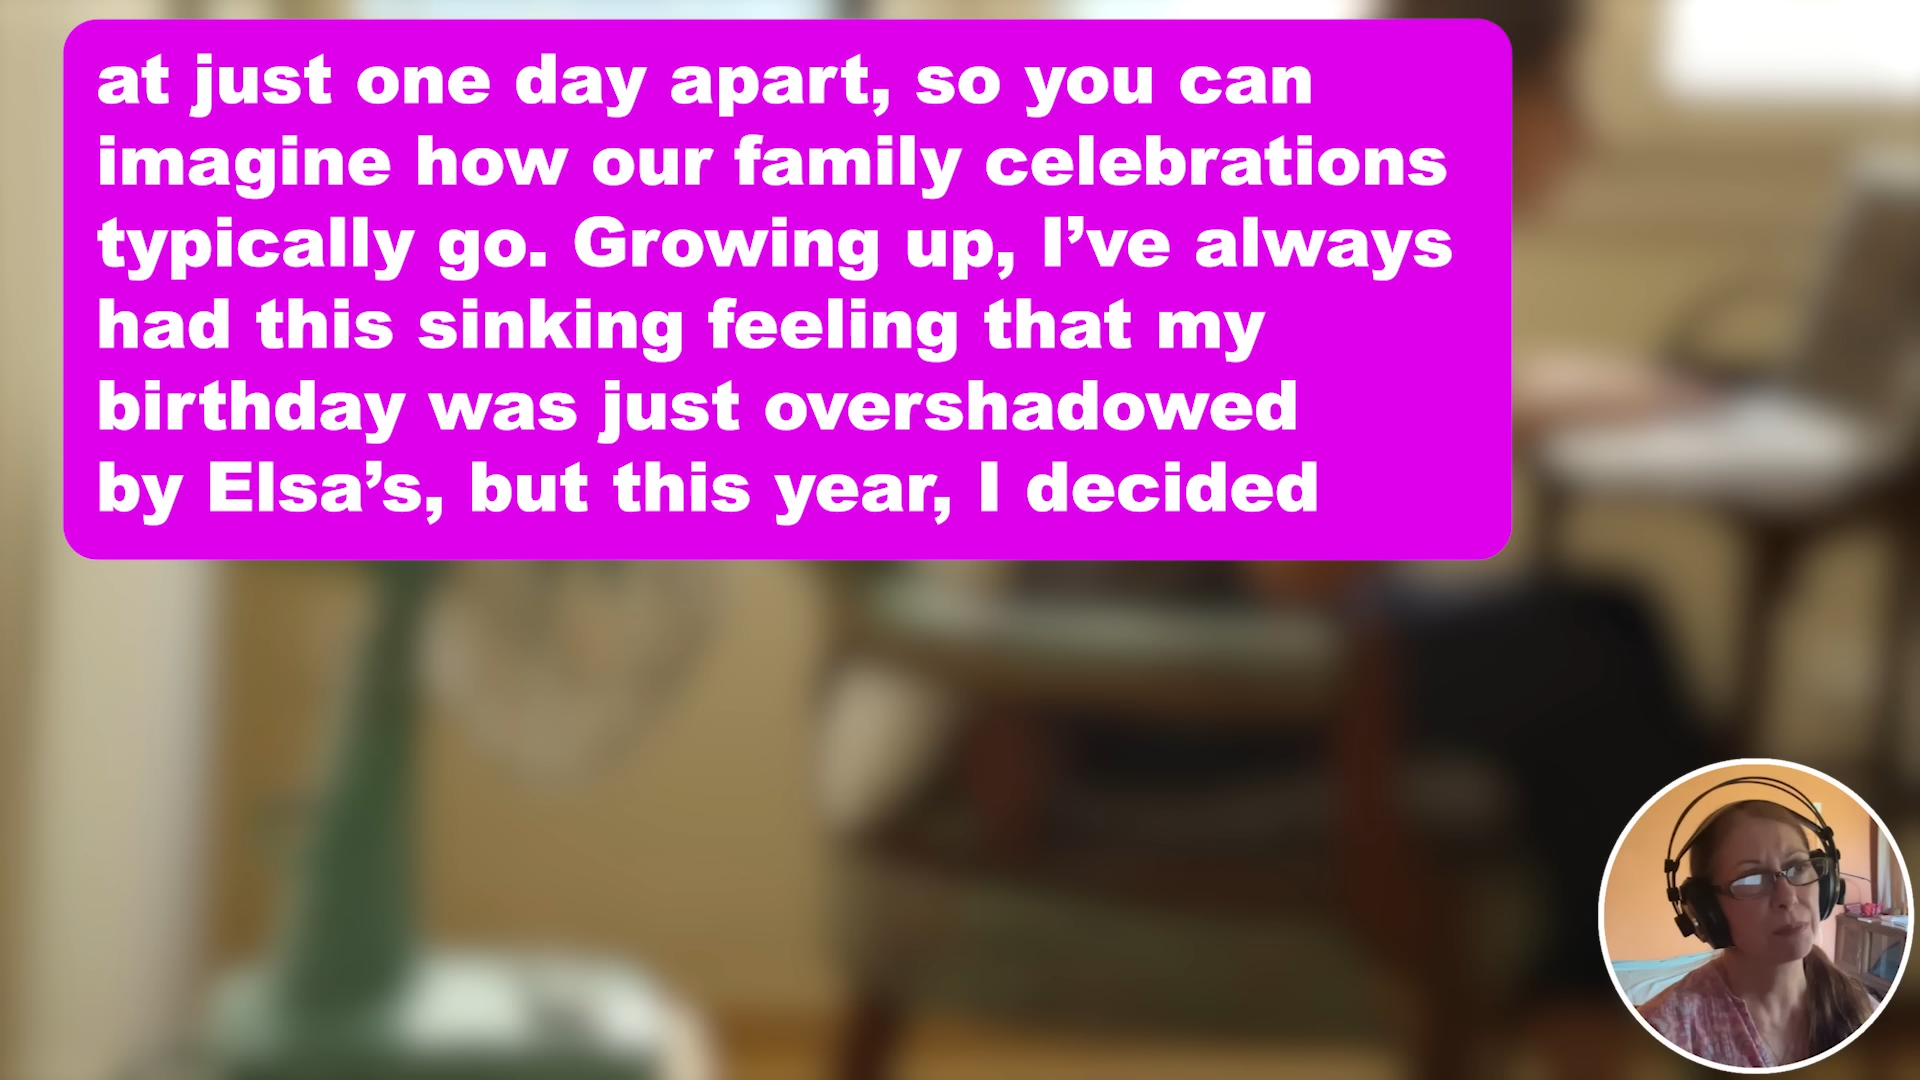 at just one day apart, so you can
imagine how our family celebrations
typically go. Growing up, I’ve always
had this sinking feeling that my
birthday was just overshadowed
by Elsa’s, but this year, I decided